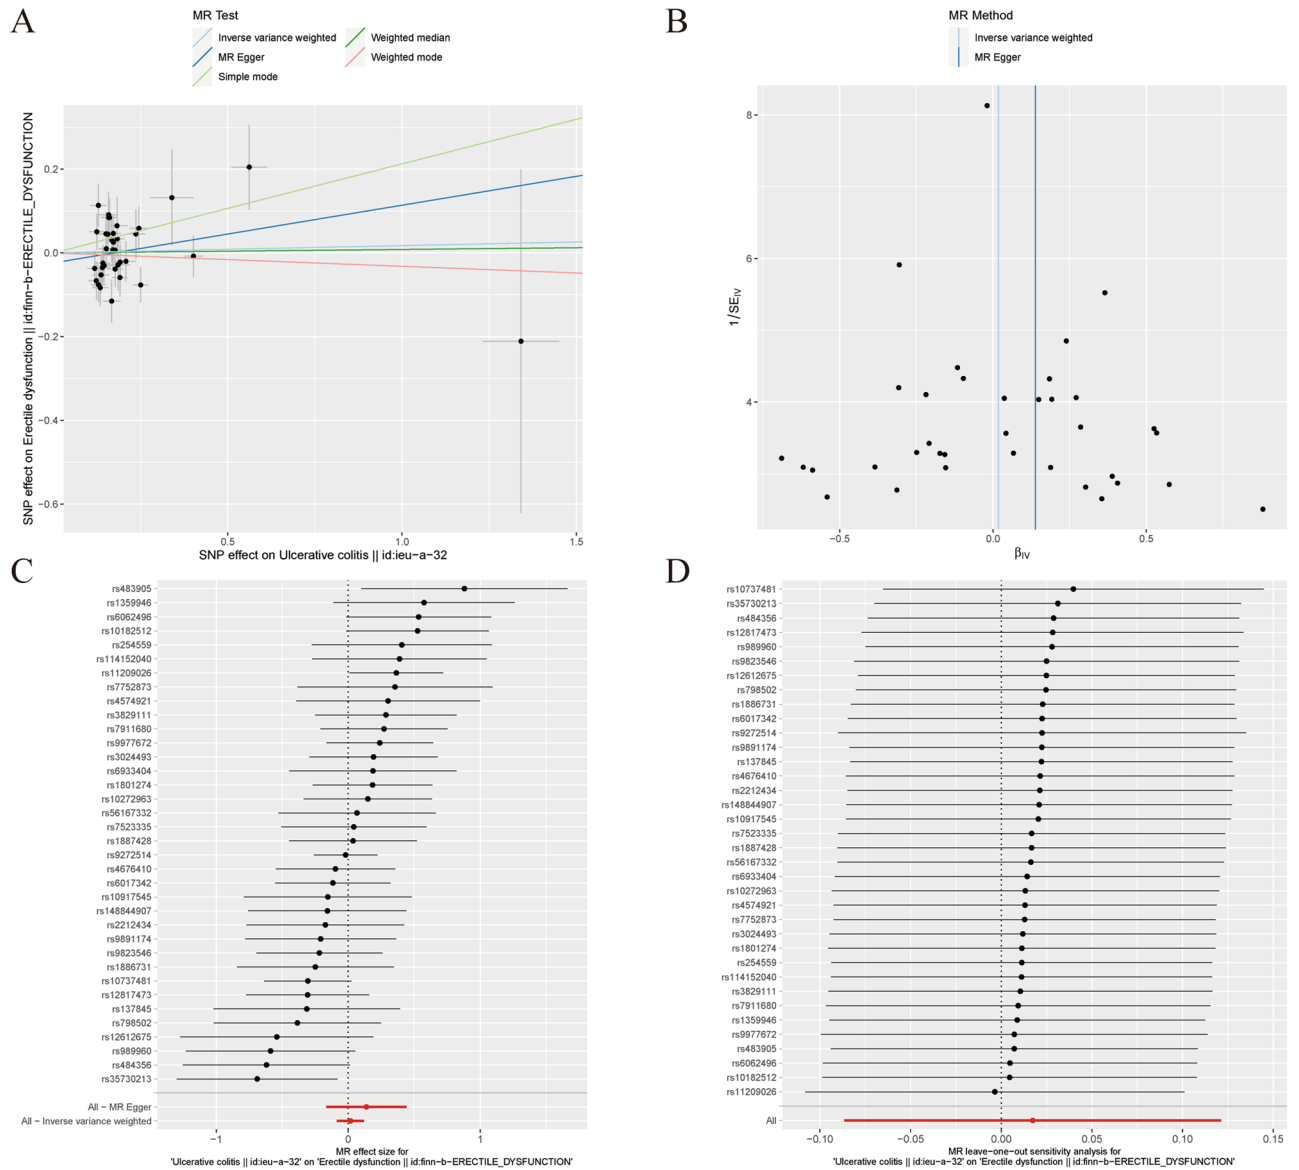 A
MR Test
Inverse variance weighted
Weighted median
MR Egger
Weighted mode
Simple mode
SNP effect on Erectile dysfunction || id:finn-b-ERECTILE_DYSFUNCTION
0.2
0.0
−0.2
−0.4
−0.6
0.5
1.0
1.5
SNP effect on Ulcerative colitis || id:ieu-a-32
B
MR Method
Inverse variance weighted
MR Egger
1/SE_IV
8
6
4
−0.5
0.0
0.5
β_IV
C
rs483905
rs1359946
rs6062496
rs10182512
rs254559
rs114152040
rs11209026
rs7752873
rs4574921
rs3829111
rs7911680
rs9977672
rs3024493
rs6933404
rs1801274
rs10272963
rs56167332
rs7523335
rs1887428
rs9272514
rs4676410
rs6017342
rs10917545
rs148844907
rs2212434
rs9891174
rs9823546
rs1886731
rs10737481
rs12817473
rs137845
rs798502
rs12612675
rs989960
rs484356
rs35730213
All − MR Egger
All − Inverse variance weighted
−1
0
1
MR effect size for
'Ulcerative colitis || id:ieu-a-32' on 'Erectile dysfunction || id:finn-b-ERECTILE_DYSFUNCTION'
D
rs10737481
rs35730213
rs484356
rs12817473
rs989960
rs9823546
rs12612675
rs798502
rs1886731
rs6017342
rs9272514
rs9891174
rs137845
rs4676410
rs2212434
rs148844907
rs10917545
rs7523335
rs1887428
rs56167332
rs6933404
rs10272963
rs4574921
rs7752873
rs3024493
rs1801274
rs254559
rs114152040
rs3829111
rs7911680
rs1359946
rs9977672
rs483905
rs6062496
rs10182512
rs11209026
All
−0.10
−0.05
0.00
0.05
0.10
0.15
MR leave−one−out sensitivity analysis for
'Ulcerative colitis || id:ieu-a-32' on 'Erectile dysfunction || id:finn-b-ERECTILE_DYSFUNCTION'